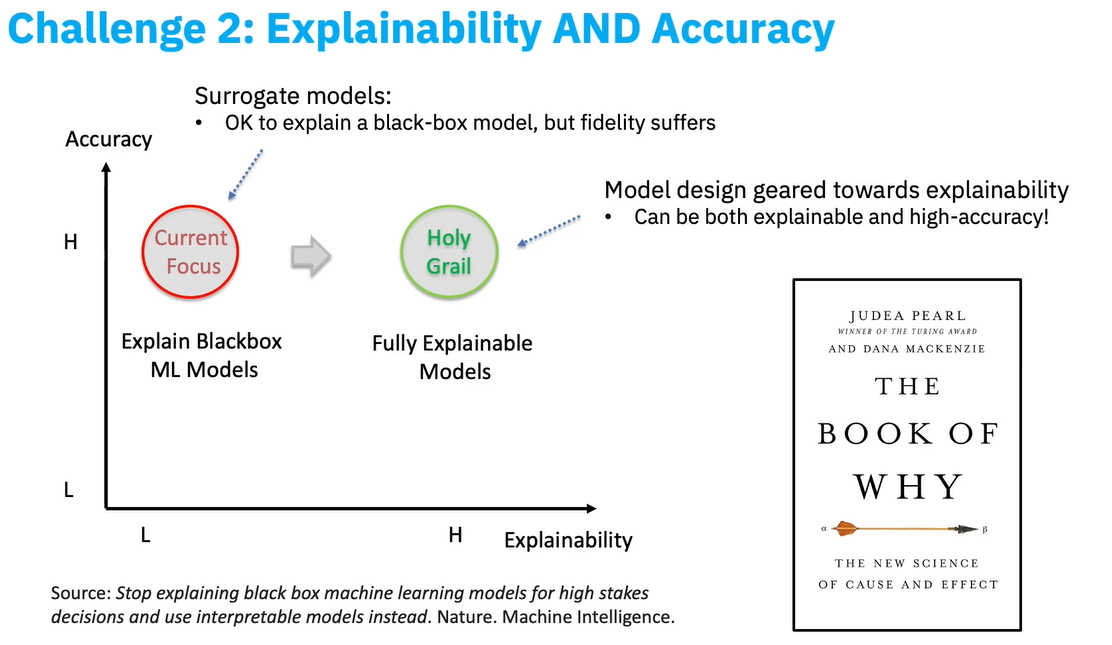 Challenge 2: Explainability AND Accuracy
Surrogate models:
• OK to explain a black-box model, but fidelity suffers
Accuracy
Model design geared towards explainability
• Can be both explainable and high-accuracy!
H
Current
Focus
Holy
Grail
Explain Blackbox
ML Models
Fully Explainable
Models
L
L
H
Explainability
JUDEA PEARL
WINNER OF THE TURING AWARD
AND DANA MACKENZIE
THE
BOOK OF
WHY
α
β
THE NEW SCIENCE
OF CAUSE AND EFFECT
Source: Stop explaining black box machine learning models for high stakes
decisions and use interpretable models instead. Nature. Machine Intelligence.